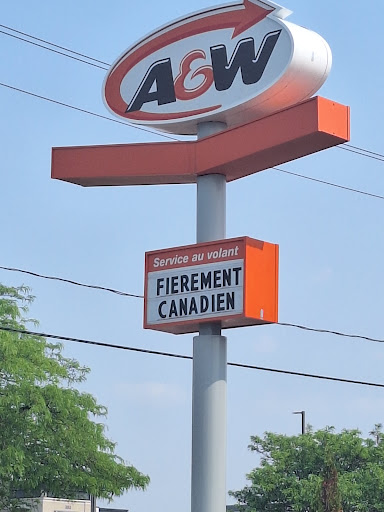 A&W
Service au volant
FIEREMENT
CANADIEN